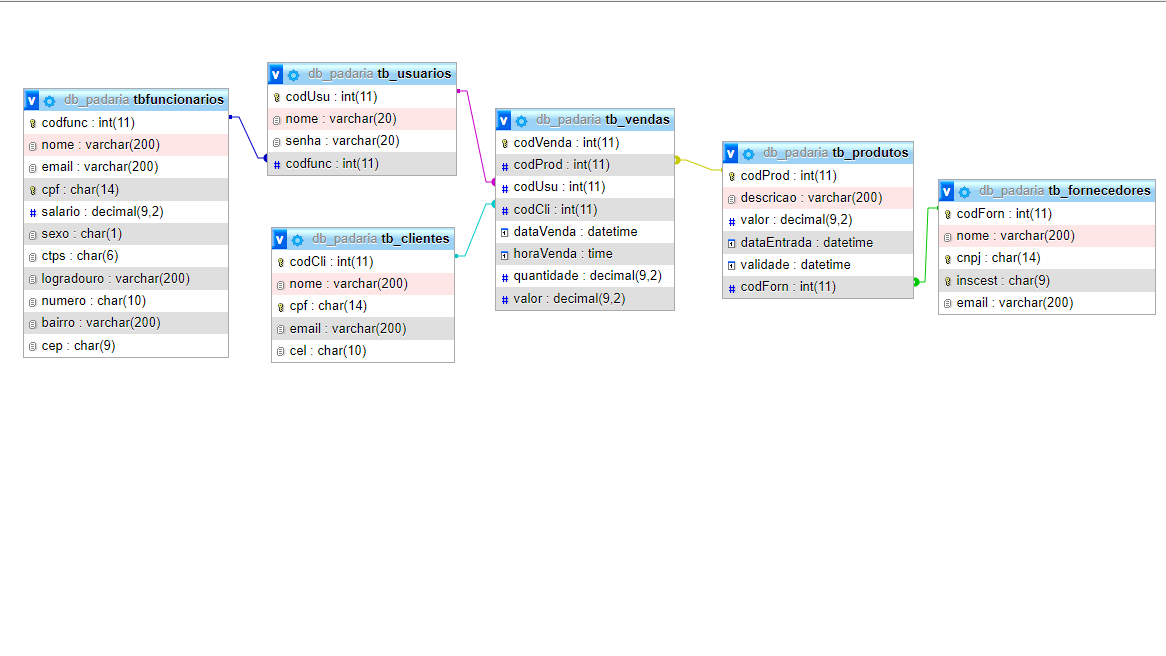 db_padaria tbfuncionarios
codfunc : int(11)
nome : varchar(200)
email : varchar(200)
cpf : char(14)
salario : decimal(9,2)
sexo : char(1)
ctps : char(6)
logradouro : varchar(200)
numero : char(10)
bairro : varchar(200)
cep : char(9)
db_padaria tb_usuarios
codUsu : int(11)
nome : varchar(20)
senha : varchar(20)
codfunc : int(11)
db_padaria tb_clientes
codCli : int(11)
nome : varchar(200)
cpf : char(14)
email : varchar(200)
cel : char(10)
db_padaria tb_vendas
codVenda : int(11)
codProd : int(11)
codUsu : int(11)
codCli : int(11)
dataVenda : datetime
horaVenda : time
quantidade : decimal(9,2)
valor : decimal(9,2)
db_padaria tb_produtos
codProd : int(11)
descricao : varchar(200)
valor : decimal(9,2)
dataEntrada : datetime
validade : datetime
codForn : int(11)
db_padaria tb_fornecedores
codForn : int(11)
nome : varchar(200)
cnpj : char(14)
inscest : char(9)
email : varchar(200)